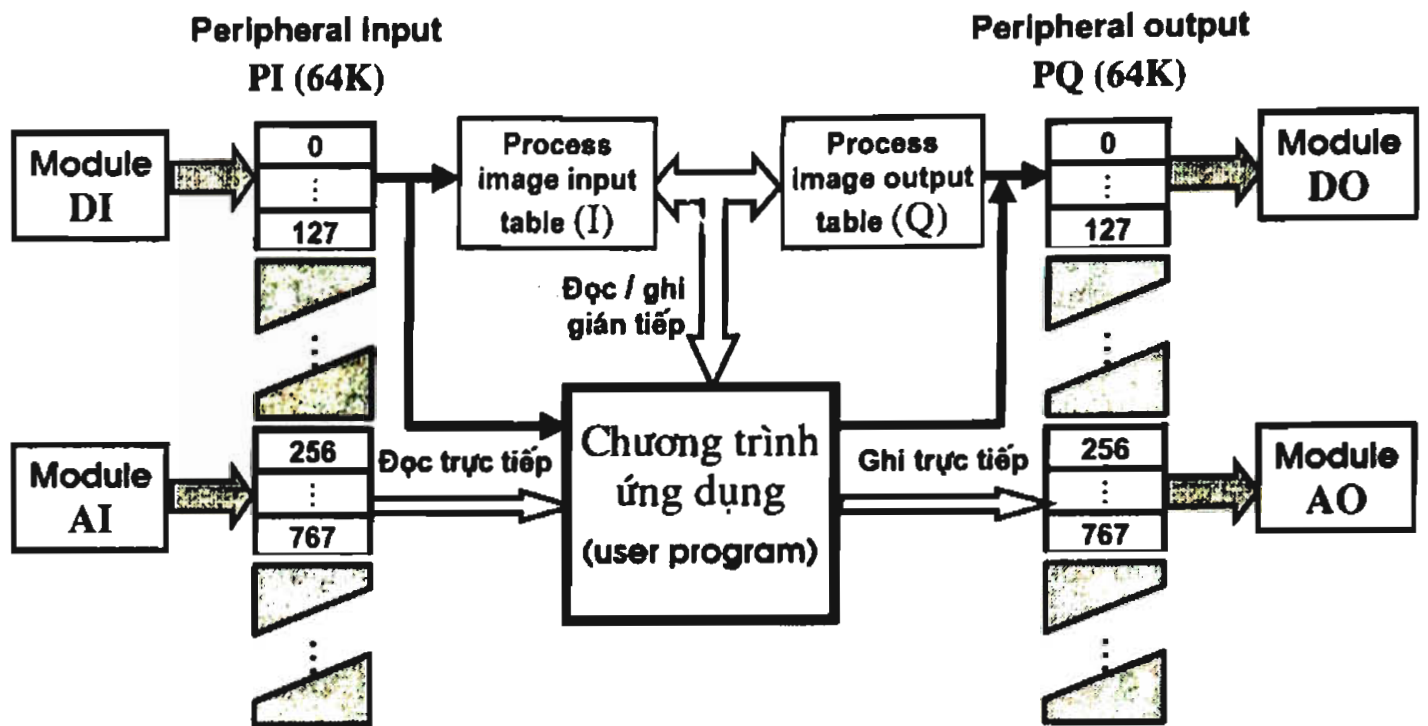 Peripheral Input
PI (64K)
Peripheral output
PQ (64K)
Module
DI
0
⋮
127
Process
image input
table (I)
Process
image output
table (Q)
0
⋮
127
Module
DO
Đọc / ghi
gián tiếp
Module
AI
256
⋮
767
Đọc trực tiếp
Chương trình
ứng dụng
(user program)
Ghi trực tiếp
256
⋮
767
Module
AO